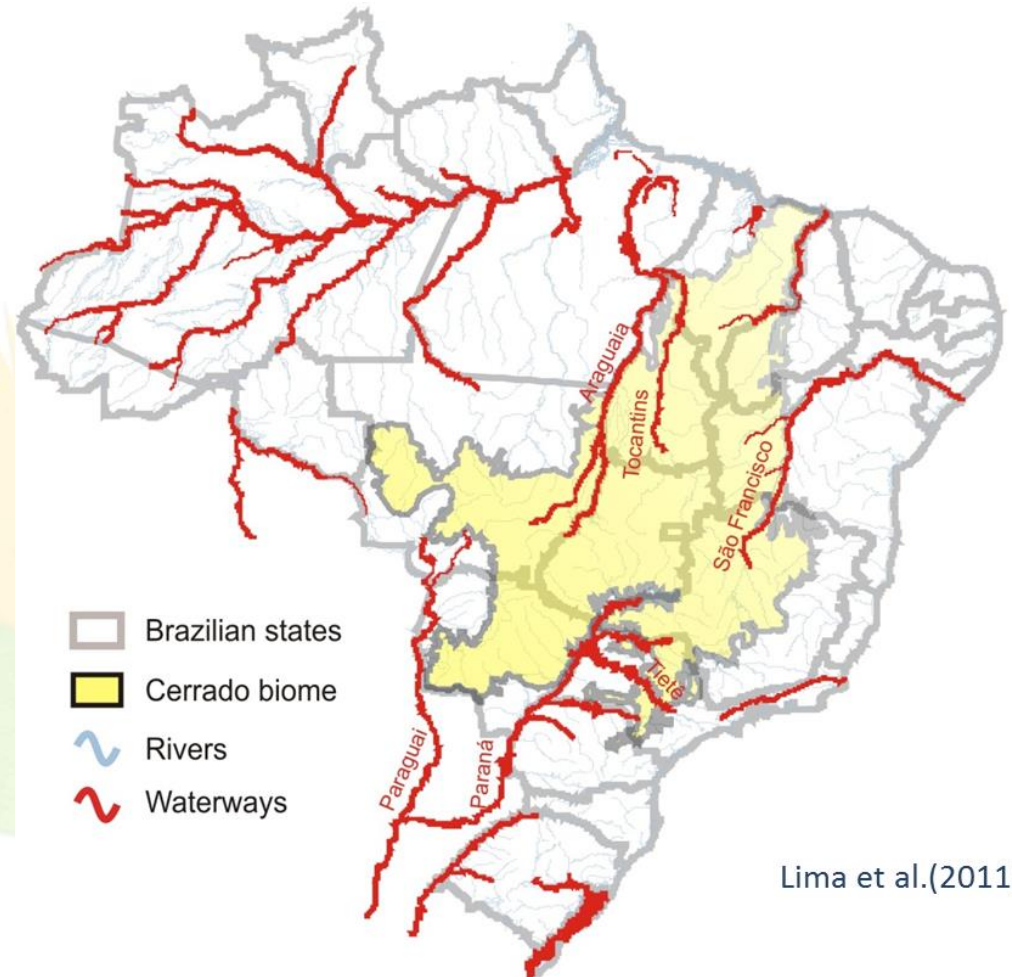 Araguaia
Tocantins
São Francisco
Tietê
Paraguai
Paraná
Brazilian states
Cerrado biome
Rivers
Waterways
Lima et al.(2011